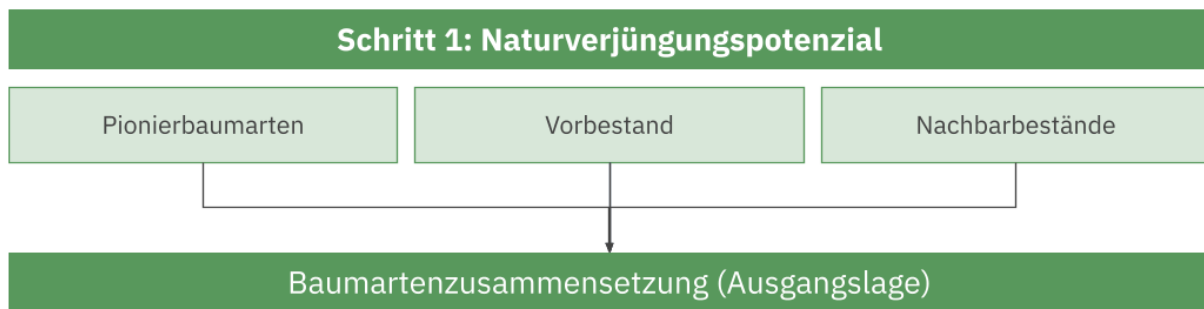 Schritt 1: Naturverjüngungspotenzial
Pionierbaumarten
Vorbestand
Nachbarbestände
Baumartenzusammensetzung (Ausgangslage)